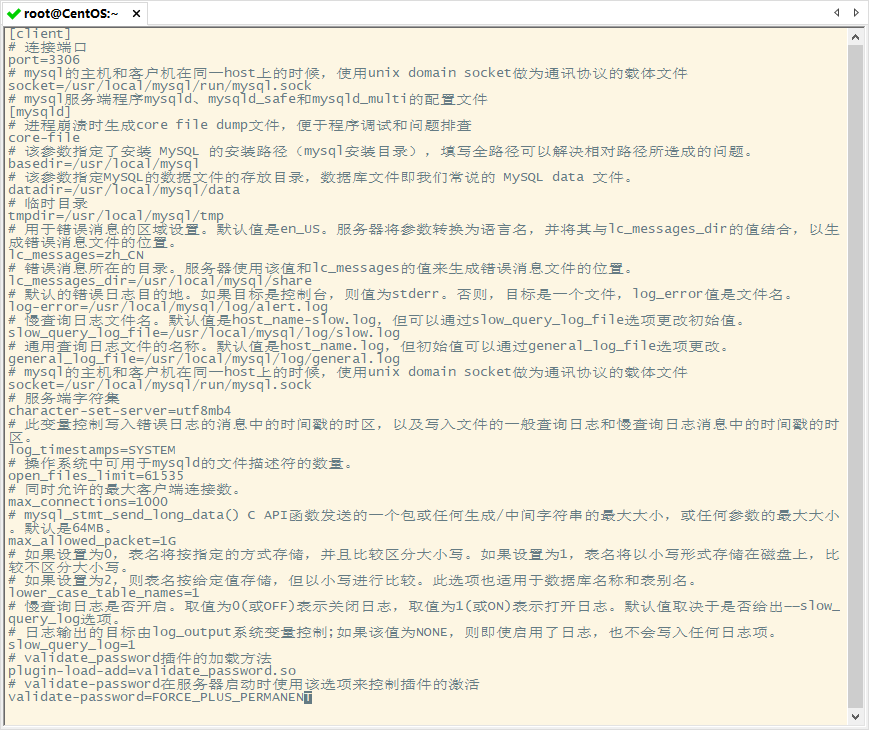 root@CentOS:~
[client]
# 连接端口
port=3306
# mysql的主机和客户机在同一host上的时候，使用unix domain socket做为通讯协议的载体文件
socket=/usr/local/mysql/run/mysql.sock
# mysql服务端程序mysqld、mysqld_safe和mysqld_multi的配置文件
[mysqld]
# 进程崩溃时生成core file dump文件，便于程序调试和问题排查
core-file
# 该参数指定了安装 MySQL 的安装路径（mysql安装目录），填写全路径可以解决相对路径所造成的问题。
basedir=/usr/local/mysql
# 该参数指定MySQL的数据文件的存放目录，数据库文件即我们常说的 MySQL data 文件。
datadir=/usr/local/mysql/data
# 临时目录
tmpdir=/usr/local/mysql/tmp
# 用于错误消息的区域设置。默认值是en_US。服务器将参数转换为语言名，并将其与lc_messages_dir的值结合，以生
成错误消息文件的位置。
lc_messages=zh_CN
# 错误消息所在的目录。服务器使用该值和lc_messages的值来生成错误消息文件的位置。
lc_messages_dir=/usr/local/mysql/share
# 默认的错误日志目的地。如果目标是控制台，则值为stderr。否则，目标是一个文件，log_error值是文件名。
log-error=/usr/local/mysql/log/alert.log
# 慢查询日志文件名。默认值是host_name-slow.log，但可以通过slow_query_log_file选项更改初始值。
slow_query_log_file=/usr/local/mysql/log/slow.log
# 通用查询日志文件的名称。默认值是host_name.log，但初始值可以通过general_log_file选项更改。
general_log_file=/usr/local/mysql/log/general.log
# mysql的主机和客户机在同一host上的时候，使用unix domain socket做为通讯协议的载体文件
socket=/usr/local/mysql/run/mysql.sock
# 服务端字符集
character-set-server=utf8mb4
# 此变量控制写入错误日志的消息中的时间戳的时区，以及写入文件的一般查询日志和慢查询日志消息中的时间戳的时
区。
log_timestamps=SYSTEM
# 操作系统中可用于mysqld的文件描述符的数量。
open_files_limit=61535
# 同时允许的最大客户端连接数。
max_connections=1000
# mysql_stmt_send_long_data() C API函数发送的一个包或任何生成/中间字符串的最大大小，或任何参数的最大大小
。默认是64MB。
max_allowed_packet=1G
# 如果设置为0，表名将按指定的方式存储，并且比较区分大小写。如果设置为1，表名将以小写形式存储在磁盘上，比
较不区分大小写。
# 如果设置为2，则表名按给定值存储，但以小写进行比较。此选项也适用于数据库名称和表别名。
lower_case_table_names=1
# 慢查询日志是否开启。取值为0(或OFF)表示关闭日志，取值为1(或ON)表示打开日志。默认值取决于是否给出——slow_
query_log选项。
# 日志输出的目标由log_output系统变量控制;如果该值为NONE，则即使启用了日志，也不会写入任何日志项。
slow_query_log=1
# validate_password插件的加载方法
plugin-load-add=validate_password.so
# validate-password在服务器启动时使用该选项来控制插件的激活
validate-password=FORCE_PLUS_PERMANENT